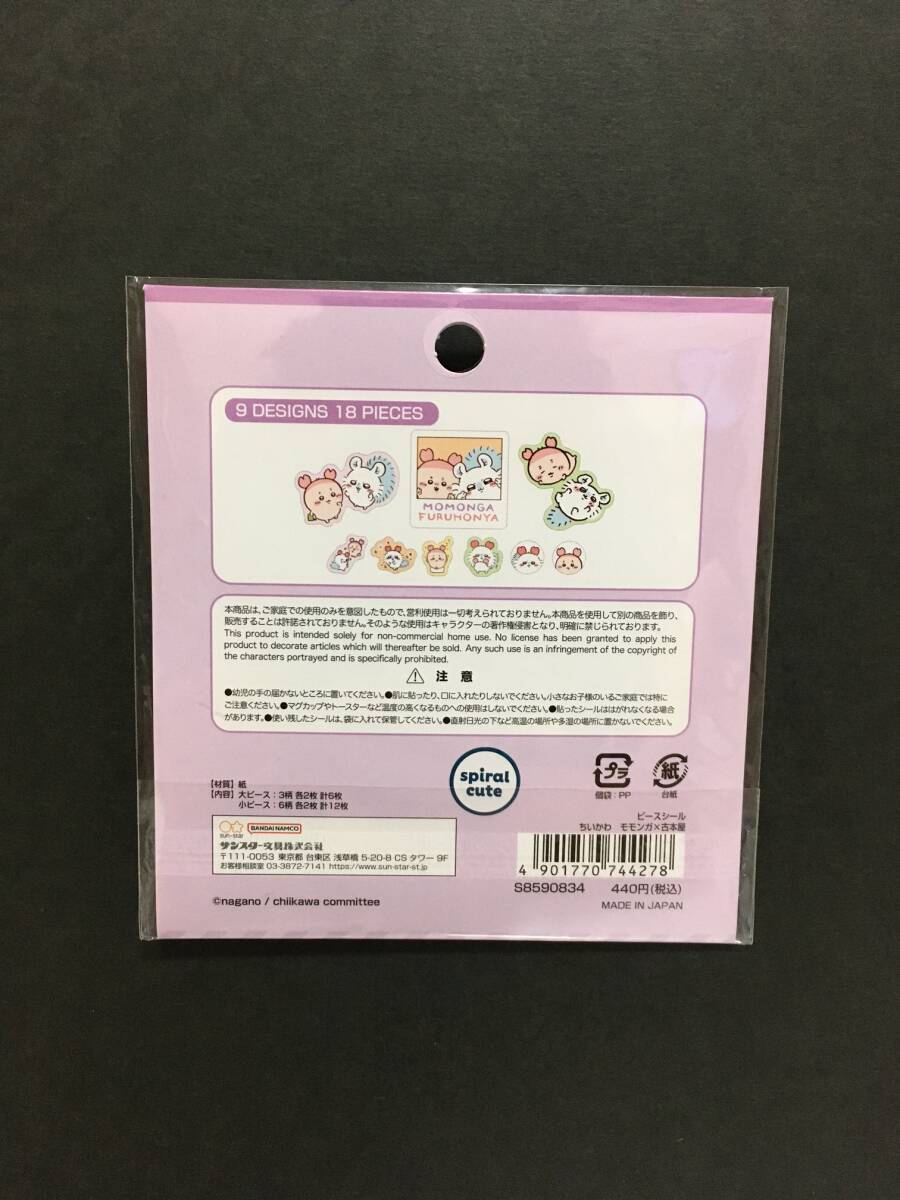 9 DESIGNS 18 PIECES
MOMONGA
FURUHONYA
本商品は、ご家庭での使用のみを意図したもので、営利使用は一切考えられておりません。本商品を使用して別の商品を飾り、
販売することは許諾されておりません。そのような使用はキャラクターの著作権侵害となり、明確に禁じられております。
This product is intended solely for non-commercial home use. No license has been granted to apply this
product to decorate articles which will thereafter be sold. Any such use is an infringement of the copyright of
the characters portrayed and is specifically prohibited.
注 意
●幼児の手の届かないところに置いてください。●肌に貼ったり、口に入れたりしないでください。小さなお子様のいるご家庭では特に
ご注意ください。●マグカップやトースターなど温度の高くなるものへの使用はしないでください。●貼ったシールははがれなくなる場合
があります。●使い残したシールは、袋に入れて保管してください。●直射日光の下など高温の場所や多湿の場所に置かないでください。
【材質】紙
【内容】大ピース:3柄 各2枚 計6枚
小ピース:6柄 各2枚 計12枚
spiral
cute
プラ
個袋:PP
紙
台紙
sun-star
BANDAI NAMCO
サンスター文具株式会社
〒111-0053 東京都 台東区 浅草橋 5-20-8 CS タワー 9F
お客様相談室 03-3872-7141 https://www.sun-star-st.jp
©nagano / chiikawa committee
ピースシール
ちいかわ モモンガ×古本屋
4 901770 744278
S8590834 440円(税込)
MADE IN JAPAN